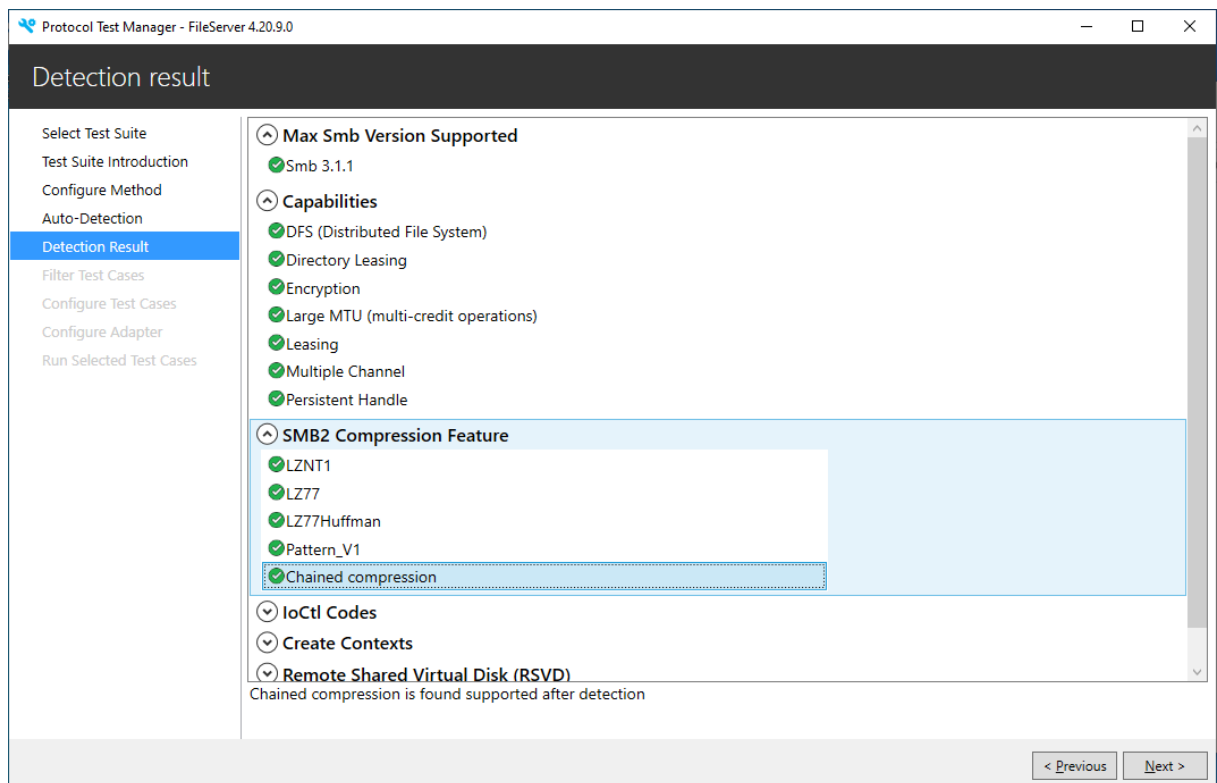 Protocol Test Manager - FileServer 4.20.9.0
Detection result
Select Test Suite
Test Suite Introduction
Configure Method
Auto-Detection
Detection Result
Filter Test Cases
Configure Test Cases
Configure Adapter
Run Selected Test Cases
Max Smb Version Supported
Smb 3.1.1
Capabilities
DFS (Distributed File System)
Directory Leasing
Encryption
Large MTU (multi-credit operations)
Leasing
Multiple Channel
Persistent Handle
SMB2 Compression Feature
LZNT1
LZ77
LZ77Huffman
Pattern_V1
Chained compression
IoCtl Codes
Create Contexts
Remote Shared Virtual Disk (RSVD)
Chained compression is found supported after detection
< Previous
Next >